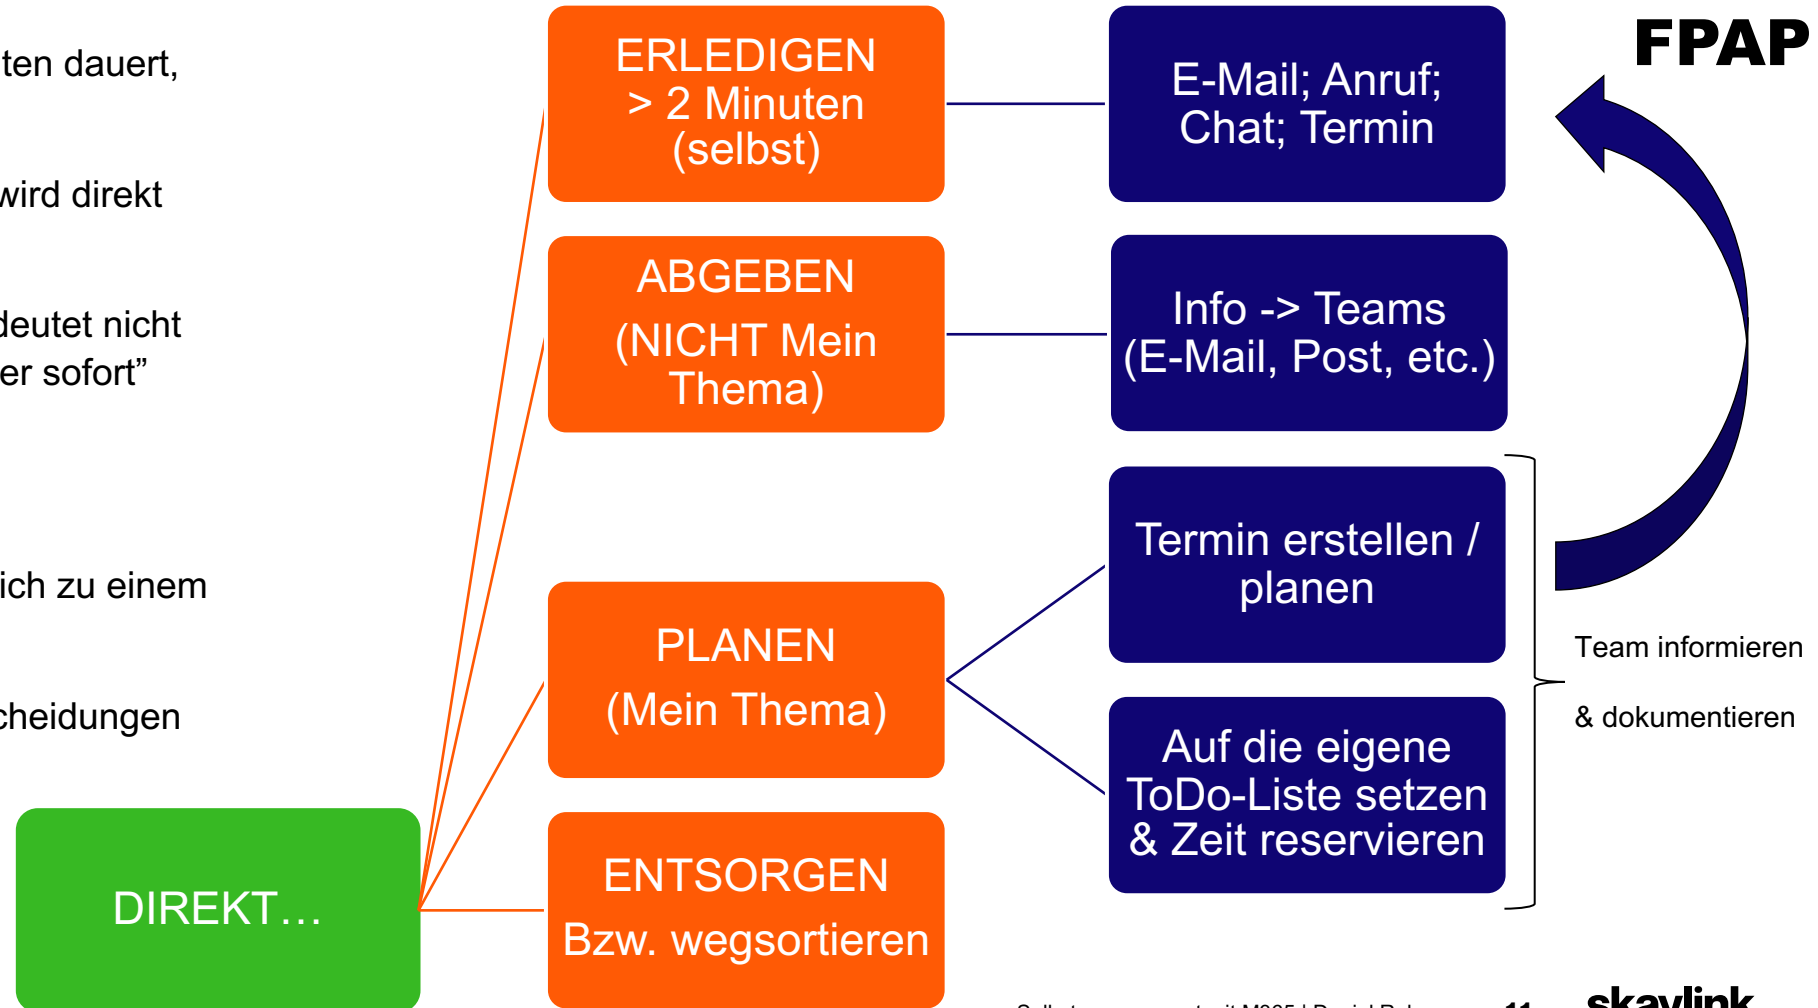 ten dauert,
wird direkt
deutet nicht
er sofort”
ich zu einem
cheidungen
DIREKT…
ERLEDIGEN
> 2 Minuten
(selbst)
ABGEBEN
(NICHT Mein
Thema)
PLANEN
(Mein Thema)
ENTSORGEN
Bzw. wegsortieren
E-Mail; Anruf;
Chat; Termin
Info -> Teams
(E-Mail, Post, etc.)
Termin erstellen /
planen
Auf die eigene
ToDo-Liste setzen
& Zeit reservieren
FPAP
Team informieren
& dokumentieren
skaylink